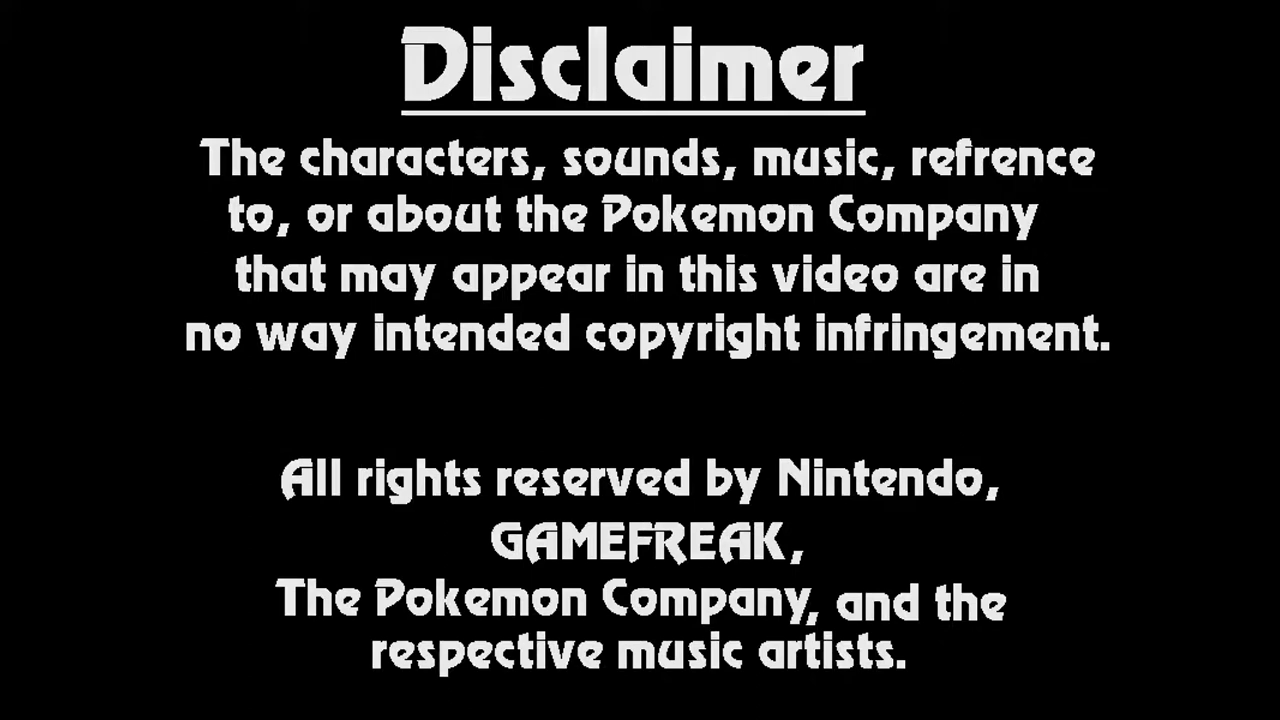 Disclaimer
The characters, sounds, music, refrence
to, or about the Pokemon Company
that may appear in this video are in
no way intended copyright infringement.
All rights reserved by Nintendo,
GAMEFREAK,
The Pokemon Company, and the
respective music artists.